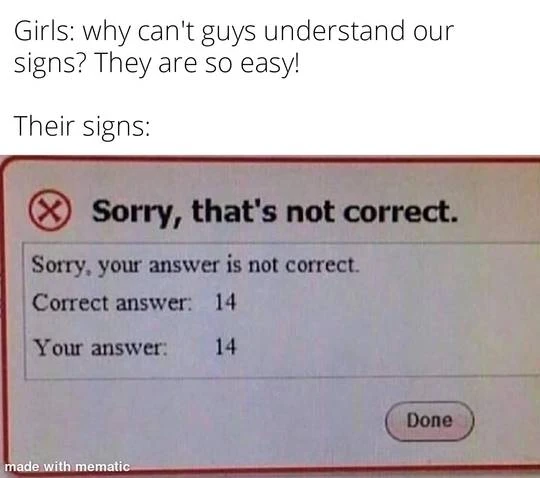 Girls: why can't guys understand our
signs? They are so easy!
Their signs:
Sorry, that's not correct.
Sorry, your answer is not correct.
Correct answer: 14
Your answer: 14
Done
made with mematic